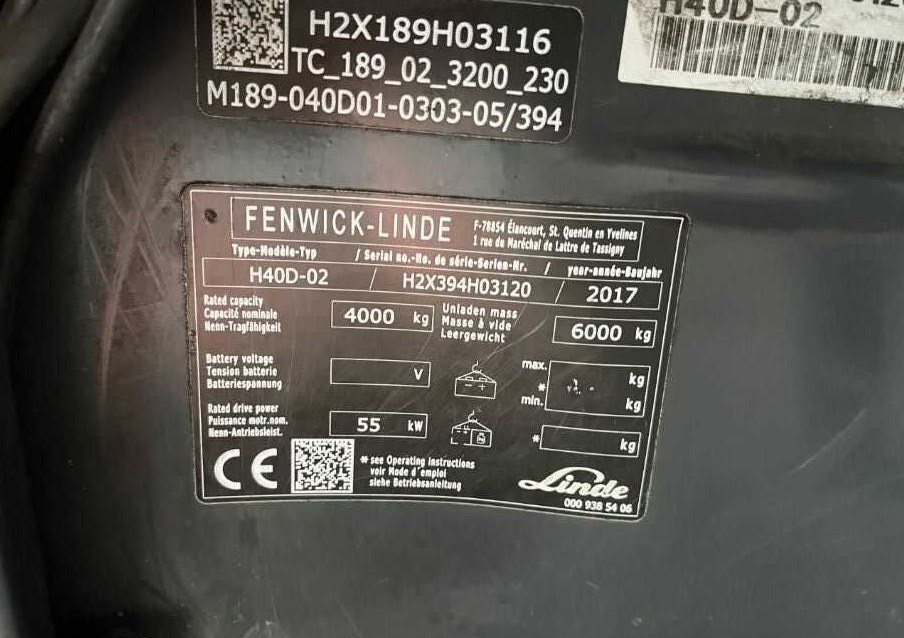 H2X189H03116
TC_189_02_3200_230
M189-040D01-0303-05/394
H40D-02
FENWICK-LINDE
F-78854 Élancourt, St. Quentin en Yvelines
1 rue du Maréchal de Lattre de Tassigny
Type-Modèle-Typ / Serial no.-No. de série-Serien-Nr. / year-année-Baujahr
H40D-02 / H2X394H03120 / 2017
Rated capacity
Capacité nominale
Nenn-Tragfähigkeit
4000 kg
Unladen mass
Masse à vide
Leergewicht
6000 kg
Battery voltage
Tension batterie
Batteriespannung
V
max.
*
min.
kg
kg
Rated drive power
Puissance motr.nom.
Nenn-Antriebsleist.
55 kW
*
kg
CE
* see Operating instructions
voir Mode d'emploi
siehe Betriebsanleitung
Linde
000 938 54 06